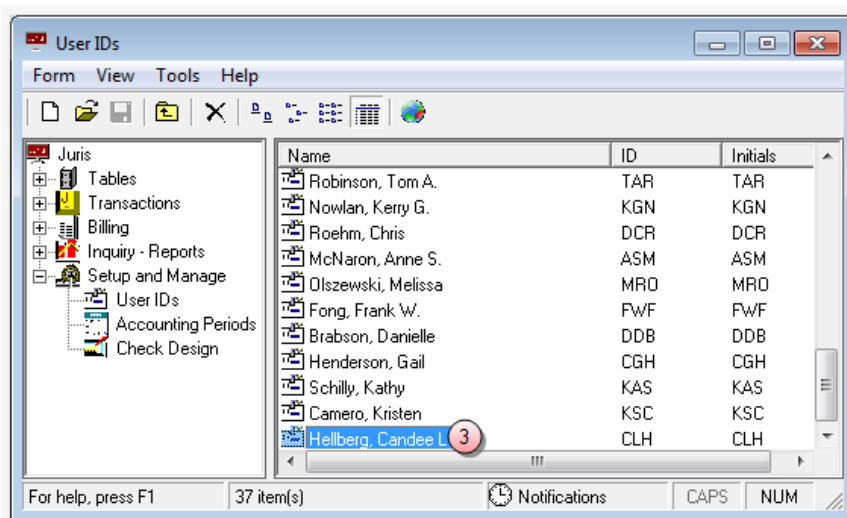 User IDs
Form View Tools Help
Juris
Tables
Transactions
Billing
Inquiry - Reports
Setup and Manage
User IDs
Accounting Periods
Check Design
Name ID Initials
Robinson, Tom A. TAR TAR
Nowlan, Kerry G. KGN KGN
Roehm, Chris DCR DCR
McNaron, Anne S. ASM ASM
Olszewski, Melissa MRO MRO
Fong, Frank W. FWF FWF
Brabson, Danielle DDB DDB
Henderson, Gail CGH CGH
Schilly, Kathy KAS KAS
Camero, Kristen KSC KSC
Hellberg, Candee L 3 CLH CLH
For help, press F1 37 item(s) Notifications CAPS NUM